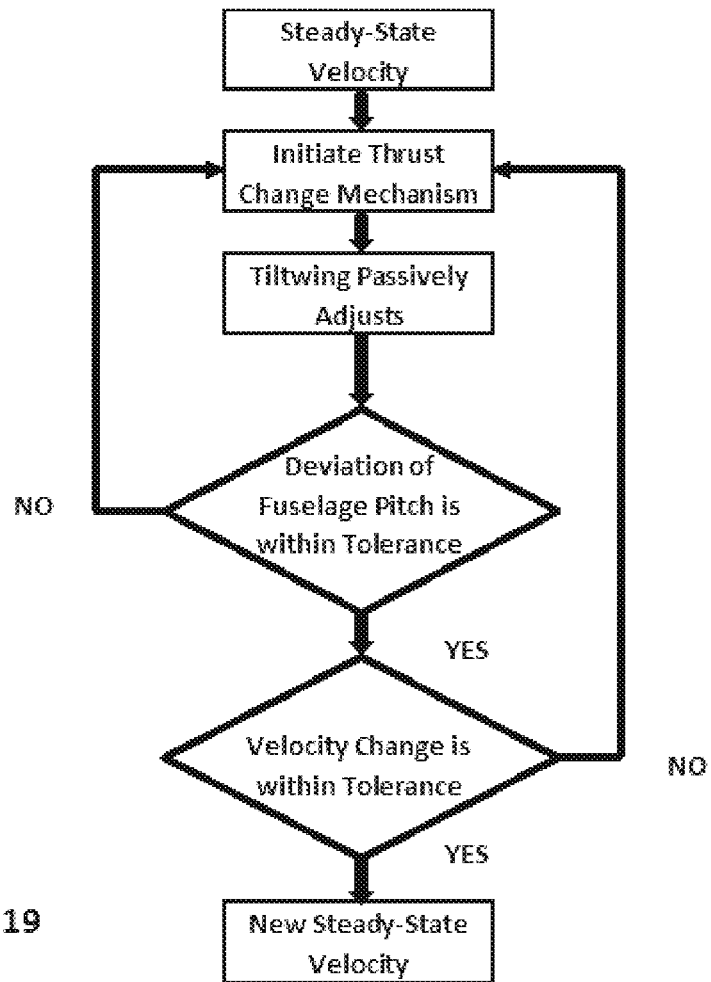 Steady-State
Velocity
Initiate Thrust
Change Mechanism
Tiltwing Passively
Adjusts
Deviation of
Fuselage Pitch is
within Tolerance
NO
YES
Velocity Change is
within Tolerance
NO
YES
New Steady-State
Velocity
19